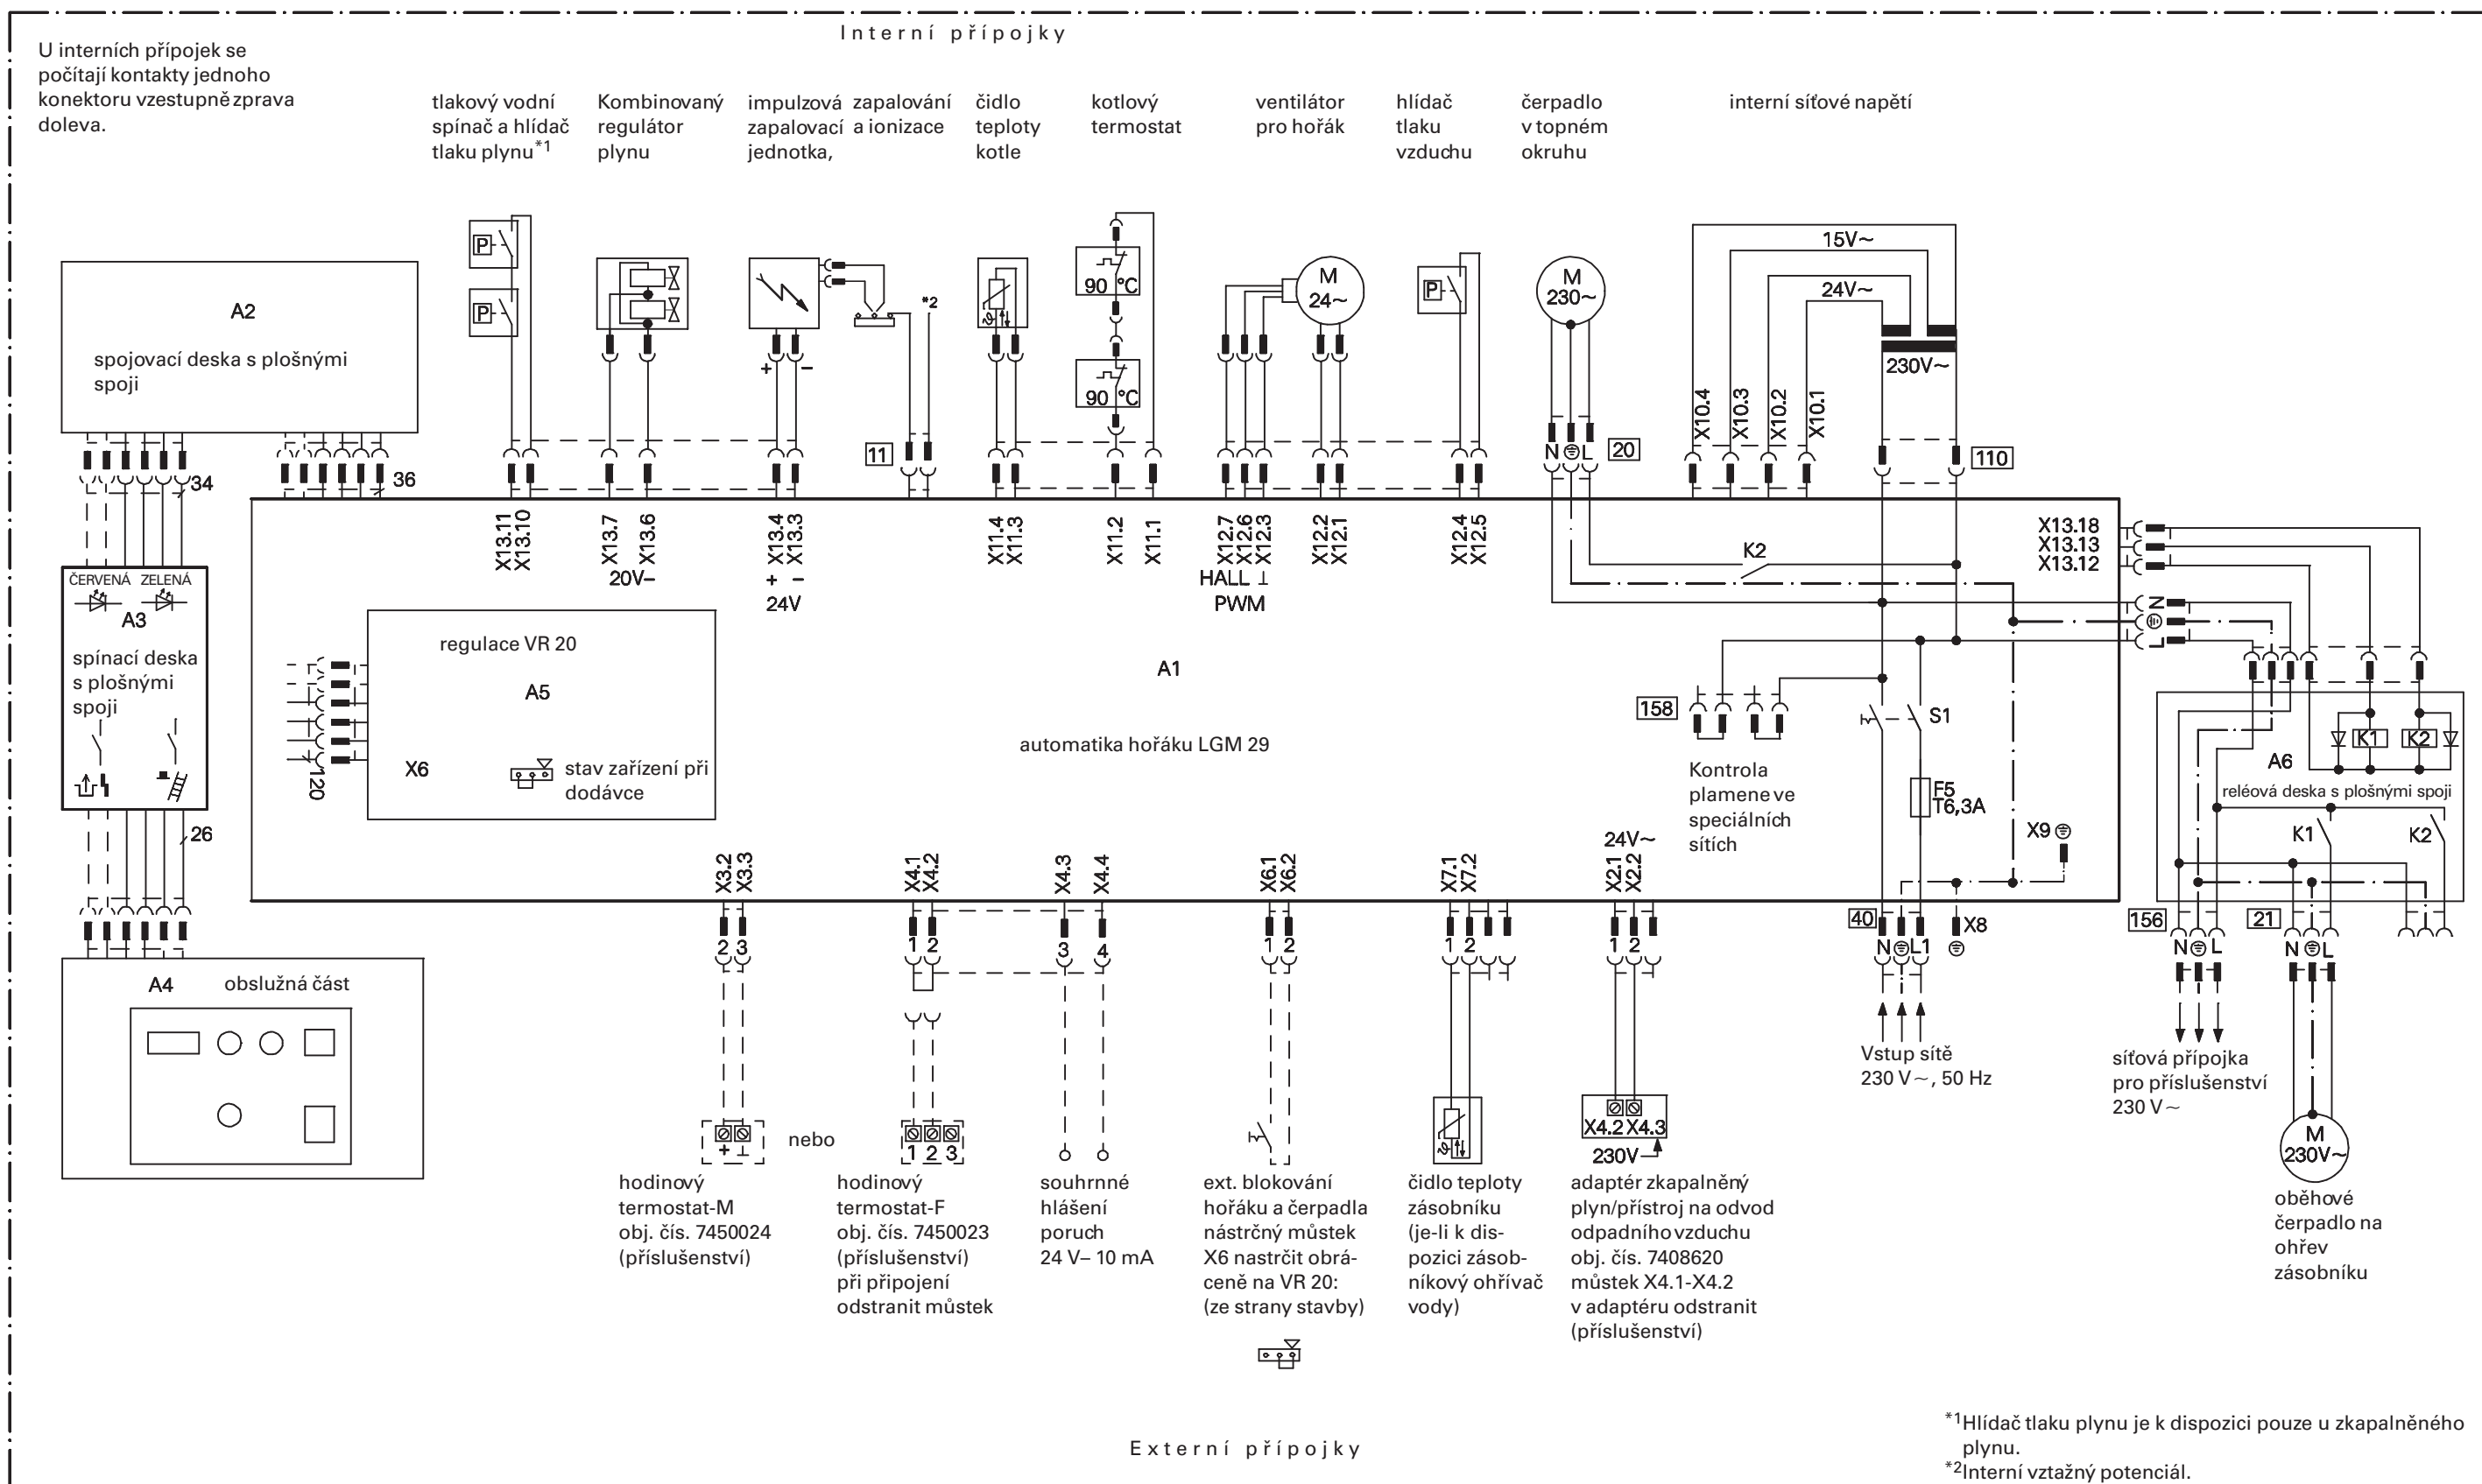 Interní přípojky
U interních přípojek se
počítají kontakty jednoho
konektoru vzestupně zprava
doleva.
tlakový vodní
spínač a hlídač
tlaku plynu*1
Kombinovaný
regulátor
plynu
impulzová
zapalovací
jednotka,
zapalování
a ionizace
čidlo
teploty
kotle
kotlový
termostat
ventilátor
pro hořák
hlídač
tlaku
vzduchu
čerpadlo
v topném
okruhu
interní síťové napětí
P
P
+
–
*2
90 °C
90 °C
M
24~
P
M
230~
15V~
24V~
230V~
X10.4
X10.3
X10.2
X10.1
A2
spojovací deska s plošnými
spoji
34
36
11
N
L
20
110
X13.11
X13.10
X13.7
X13.6
20V–
X13.4
X13.3
+ –
24V
X11.4
X11.3
X11.2
X11.1
X12.7
X12.6
X12.3
HALL ⊥
PWM
X12.2
X12.1
X12.4
X12.5
K2
X13.18
X13.13
X13.12
N
L
ČERVENÁ ZELENÁ
A3
spínací deska
s plošnými
spoji
26
regulace VR 20
A5
X6
120
stav zařízení při
dodávce
A1
automatika hořáku LGM 29
158
S1
Kontrola
plamene ve
speciálních
sítích
F5
T6,3A
X9
K1
K2
A6
reléová deska s plošnými spoji
K1
K2
X3.2
X3.3
X4.1
X4.2
X4.3
X4.4
X6.1
X6.2
X7.1
X7.2
24V~
X2.1
X2.2
2 3
1 2
3
4
1 2
1 2
1 2
40
N
L1
X8
156
N
L
21
N
L
A4
obslužná část
Vstup sítě
230 V~, 50 Hz
síťová přípojka
pro příslušenství
230 V~
M
230V~
oběhové
čerpadlo na
ohřev
zásobníku
+ ⊥
nebo
1 2 3
X4.2 X4.3
230V
hodinový
termostat-M
obj. čís. 7450024
(příslušenství)
hodinový
termostat-F
obj. čís. 7450023
(příslušenství)
při připojení
odstranit můstek
souhrnné
hlášení
poruch
24 V– 10 mA
ext. blokování
hořáku a čerpadla
nástrčný můstek
X6 nastrčit obrá-
ceně na VR 20:
(ze strany stavby)
čidlo teploty
zásobníku
(je-li k dis-
pozici zásob-
níkový ohřívač
vody)
adaptér zkapalněný
plyn/přístroj na odvod
odpadního vzduchu
obj. čís. 7408620
můstek X4.1-X4.2
v adaptéru odstranit
(příslušenství)
Externí přípojky
*1Hlídač tlaku plynu je k dispozici pouze u zkapalněného
plynu.
*2Interní vztažný potenciál.